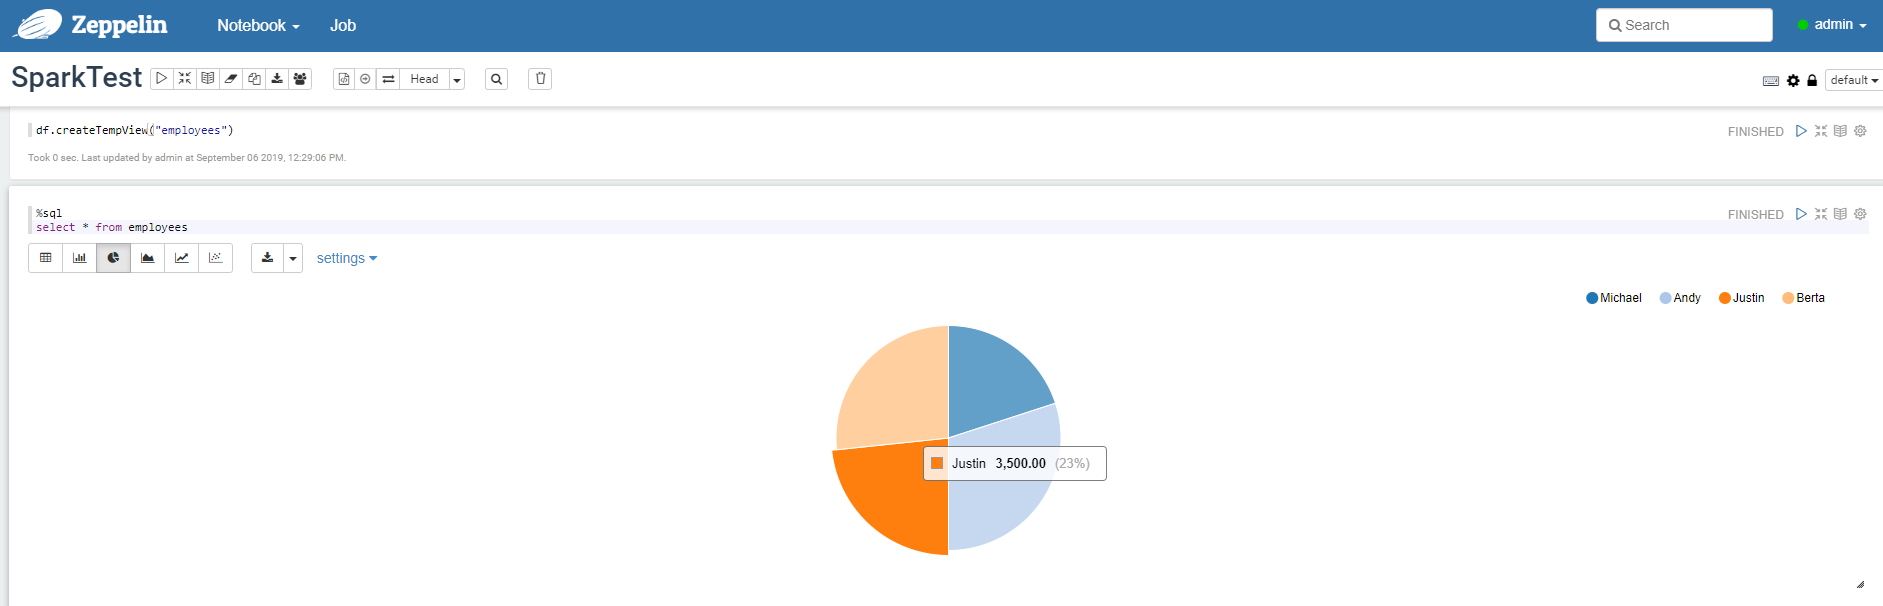 Zeppelin Notebook Job Search admin
SparkTest Head default
df.createTempView("employees")
FINISHED
Took 0 sec. Last updated by admin at September 06 2019, 12:29:06 PM.
%sql
FINISHED
select * from employees
settings
Michael Andy Justin Berta
Justin 3,500.00 (23%)